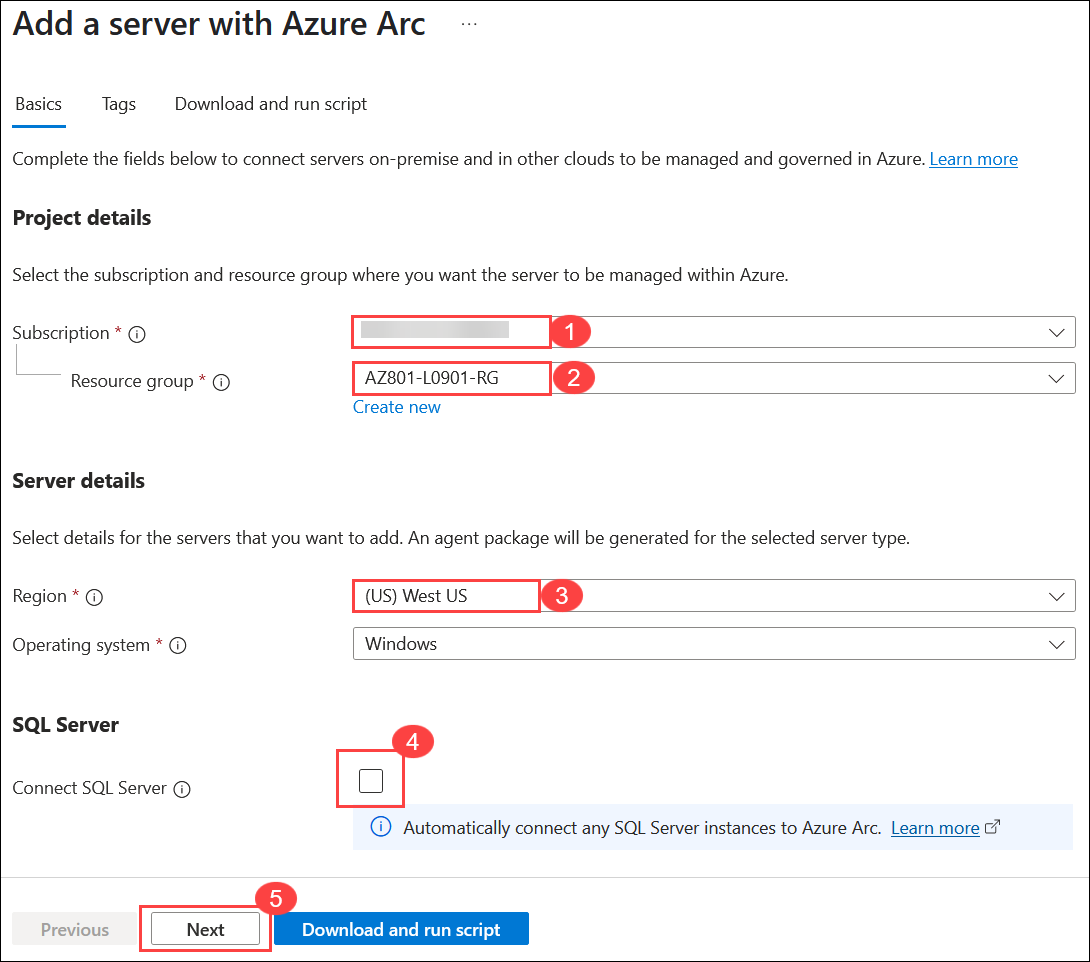 Add a server with Azure Arc ...
Basics Tags Download and run script
Complete the fields below to connect servers on-premise and in other clouds to be managed and governed in Azure. Learn more
Project details
Select the subscription and resource group where you want the server to be managed within Azure.
Subscription * 1
Resource group * AZ801-L0901-RG 2
Create new
Server details
Select details for the servers that you want to add. An agent package will be generated for the selected server type.
Region * (US) West US 3
Operating system * Windows
SQL Server
4
Connect SQL Server
Automatically connect any SQL Server instances to Azure Arc. Learn more
5
Previous Next Download and run script